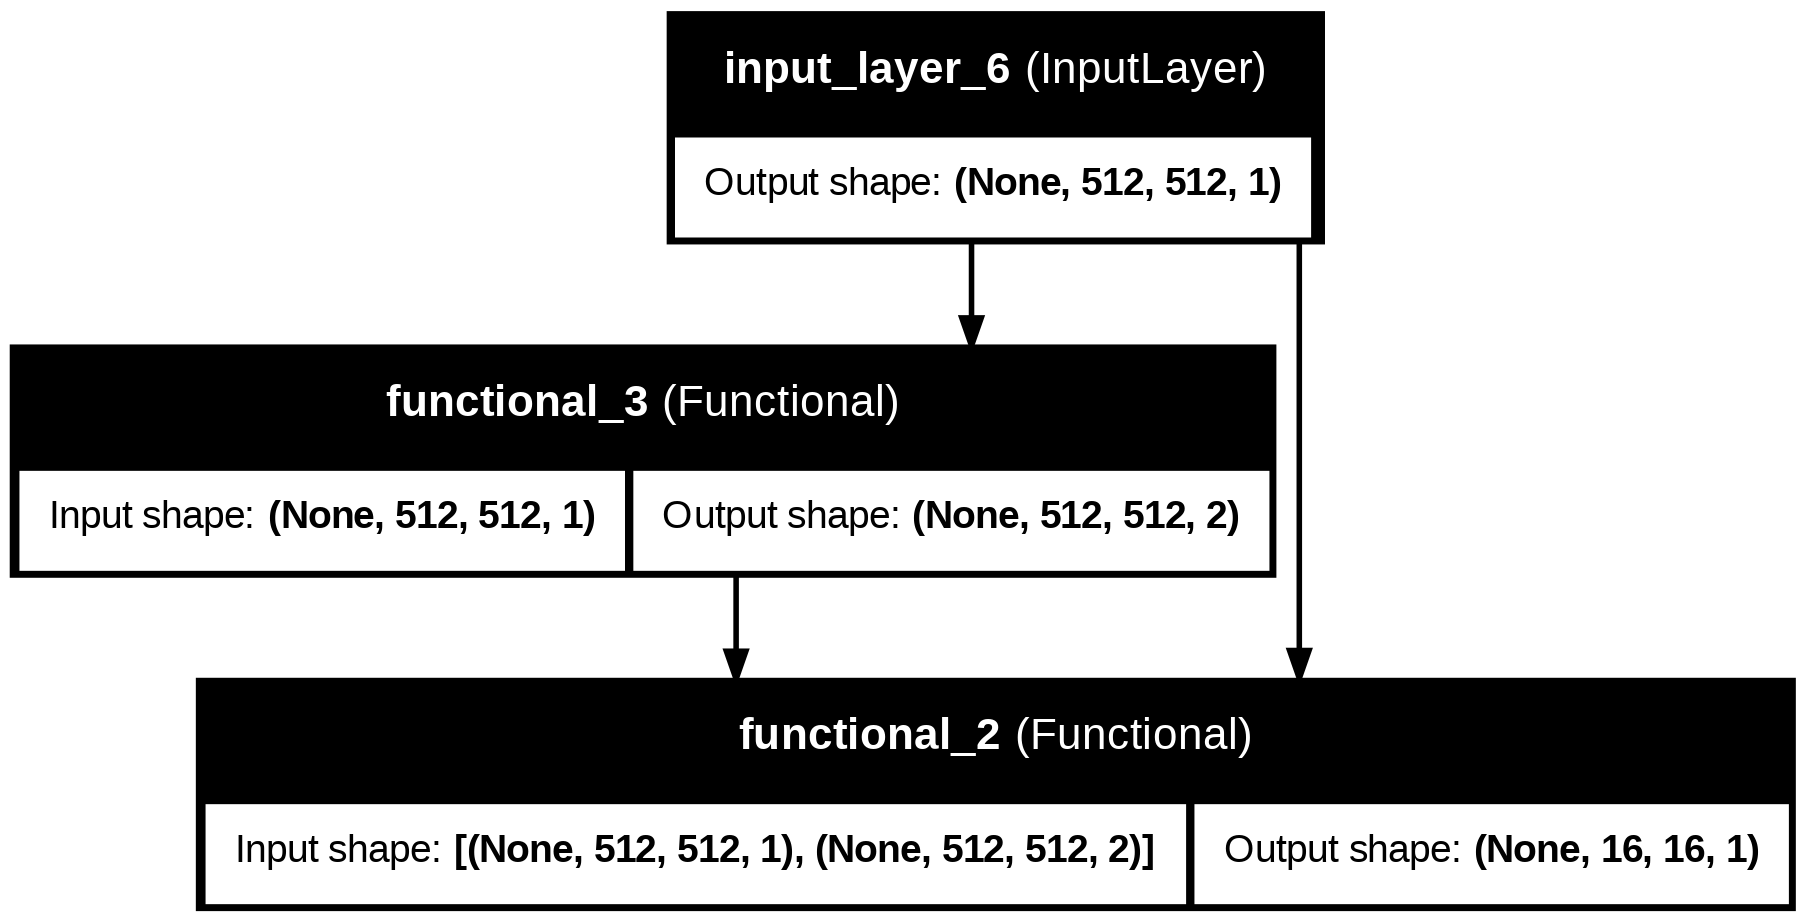 input_layer_6 (InputLayer)
Output shape: (None, 512, 512, 1)
functional_3 (Functional)
Input shape: (None, 512, 512, 1)
Output shape: (None, 512, 512, 2)
functional_2 (Functional)
Input shape: [(None, 512, 512, 1), (None, 512, 512, 2)]
Output shape: (None, 16, 16, 1)